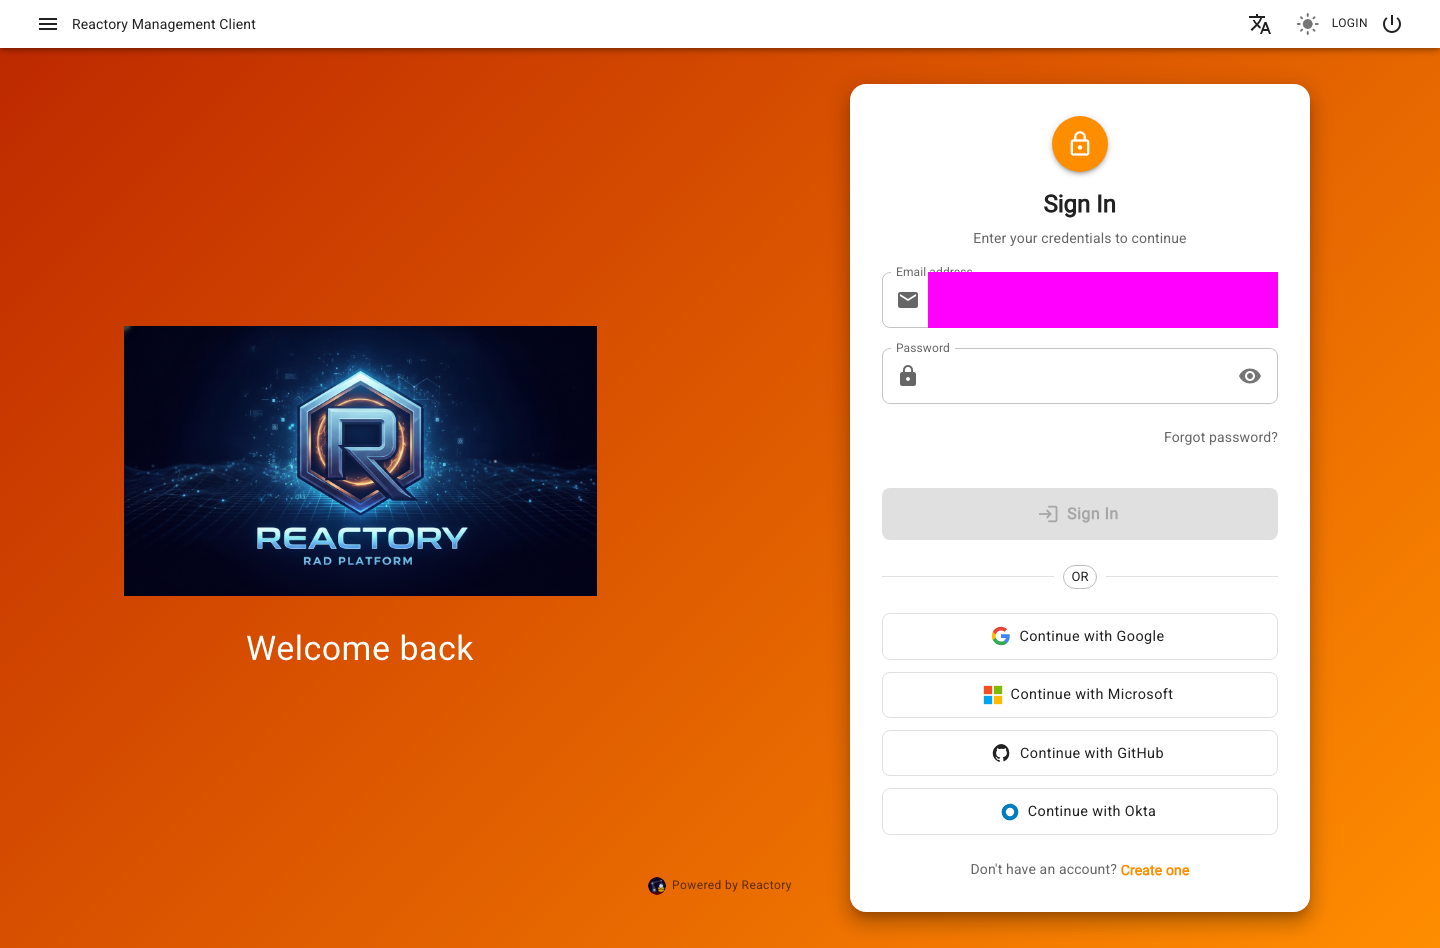 Reactory Management Client
LOGIN
REACTORY
RAD PLATFORM
Welcome back
Powered by Reactory
Sign In
Enter your credentials to continue
Email address
Password
Forgot password?
Sign In
OR
Continue with Google
Continue with Microsoft
Continue with GitHub
Continue with Okta
Don't have an account? Create one